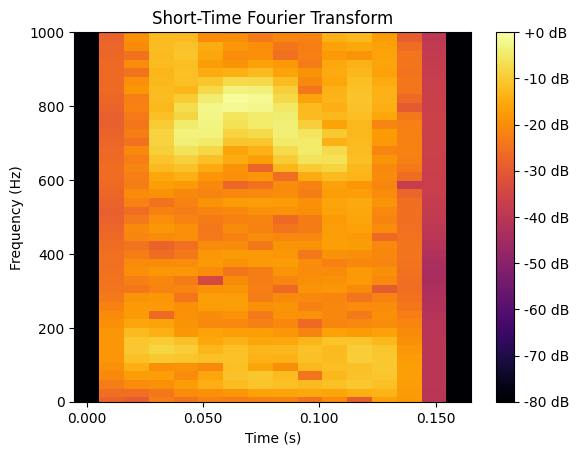 Short-Time Fourier Transform
1000
800
600
400
200
0
Frequency (Hz)
0.000
0.050
0.100
0.150
Time (s)
+0 dB
-10 dB
-20 dB
-30 dB
-40 dB
-50 dB
-60 dB
-70 dB
-80 dB